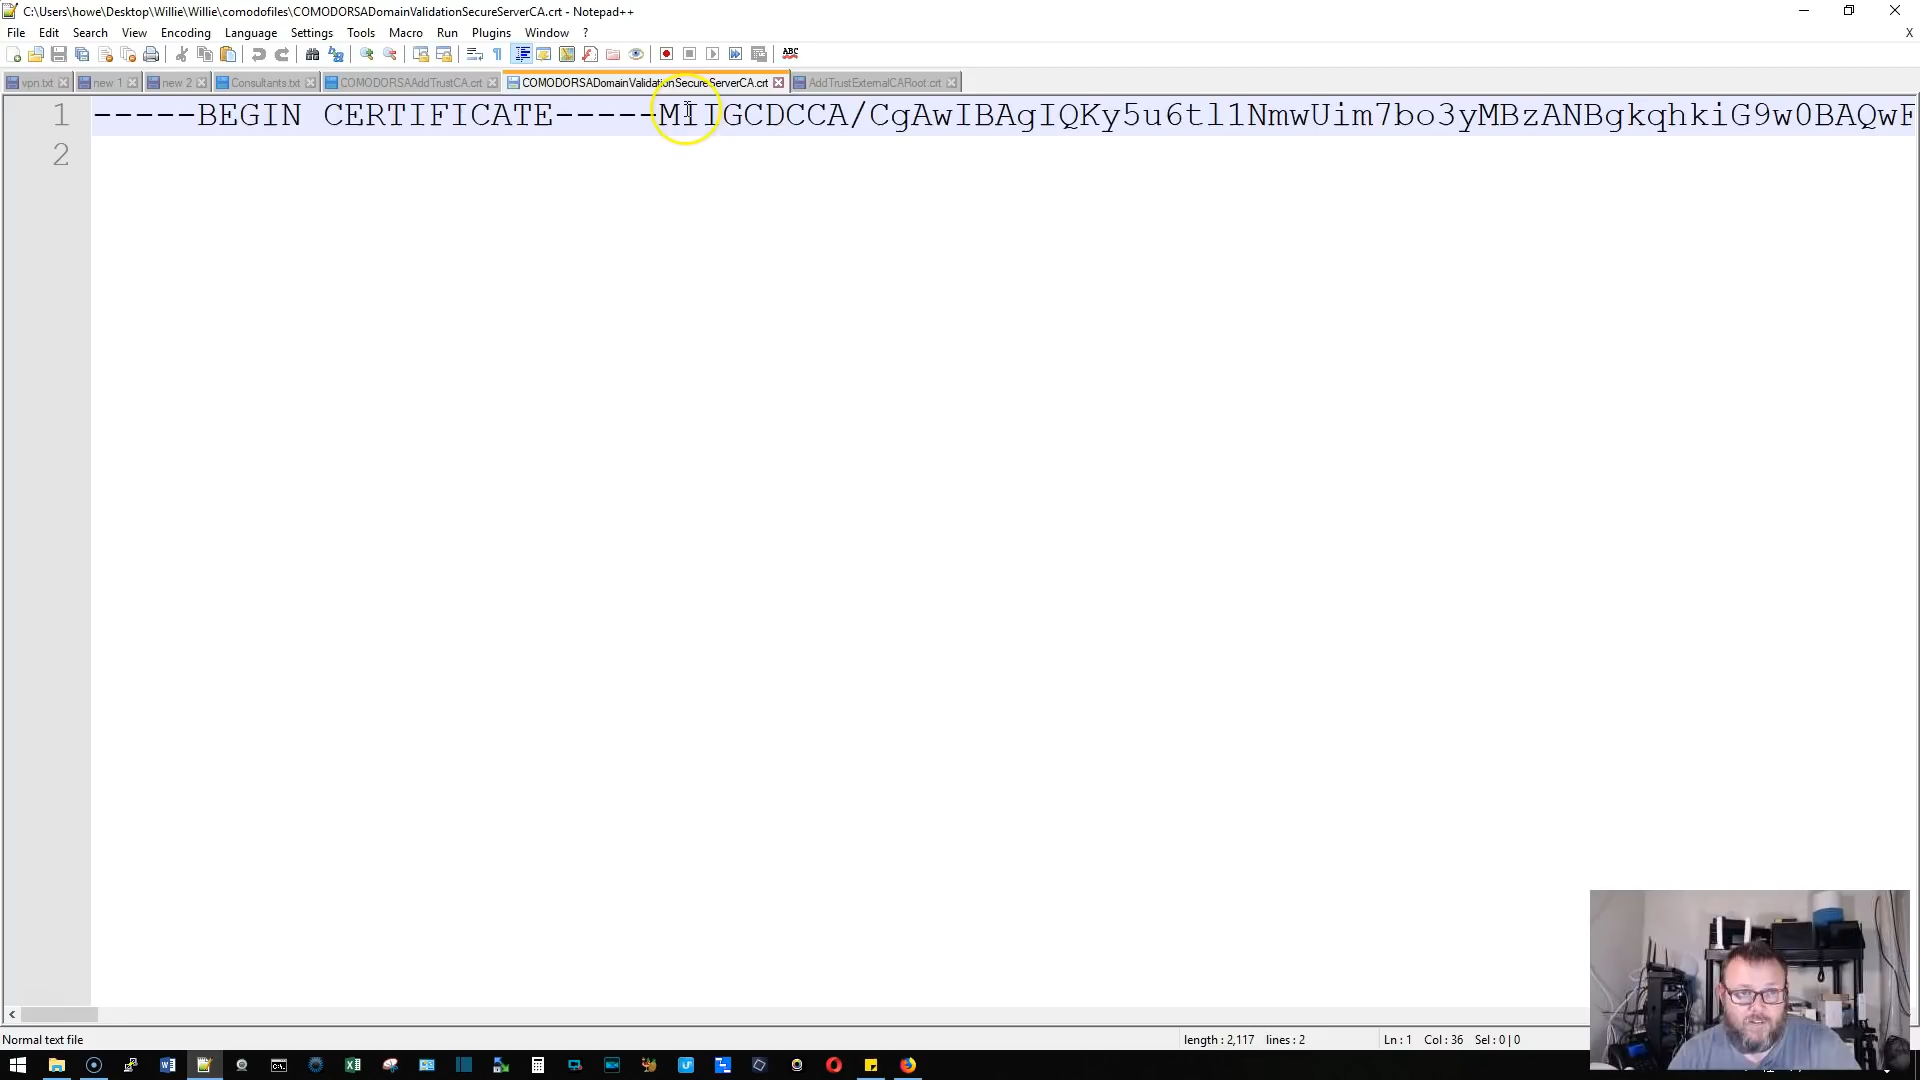 C:\Users\howe\Desktop\Willie\Willie\comodofiles\COMODORSADomainValidationSecureServerCA.crt - Notepad++
File Edit Search View Encoding Language Settings Tools Macro Run Plugins Window ?
X
ABC
vpn.txt new 1 new 2 Consultants.txt COMODORSAAddTrustCA.crt COMODORSADomainValidationSecureServerCA.crt AddTrustExternalCARoot.crt
1 -----BEGIN CERTIFICATE-----MIIGCDCCA/CgAwIBAgIQKy5u6tl1NmwUim7bo3yMBzANBgkqhkiG9w0BAQwF
2
Normal text file length : 2,117 lines : 2 Ln : 1 Col : 36 Sel : 0 | 0